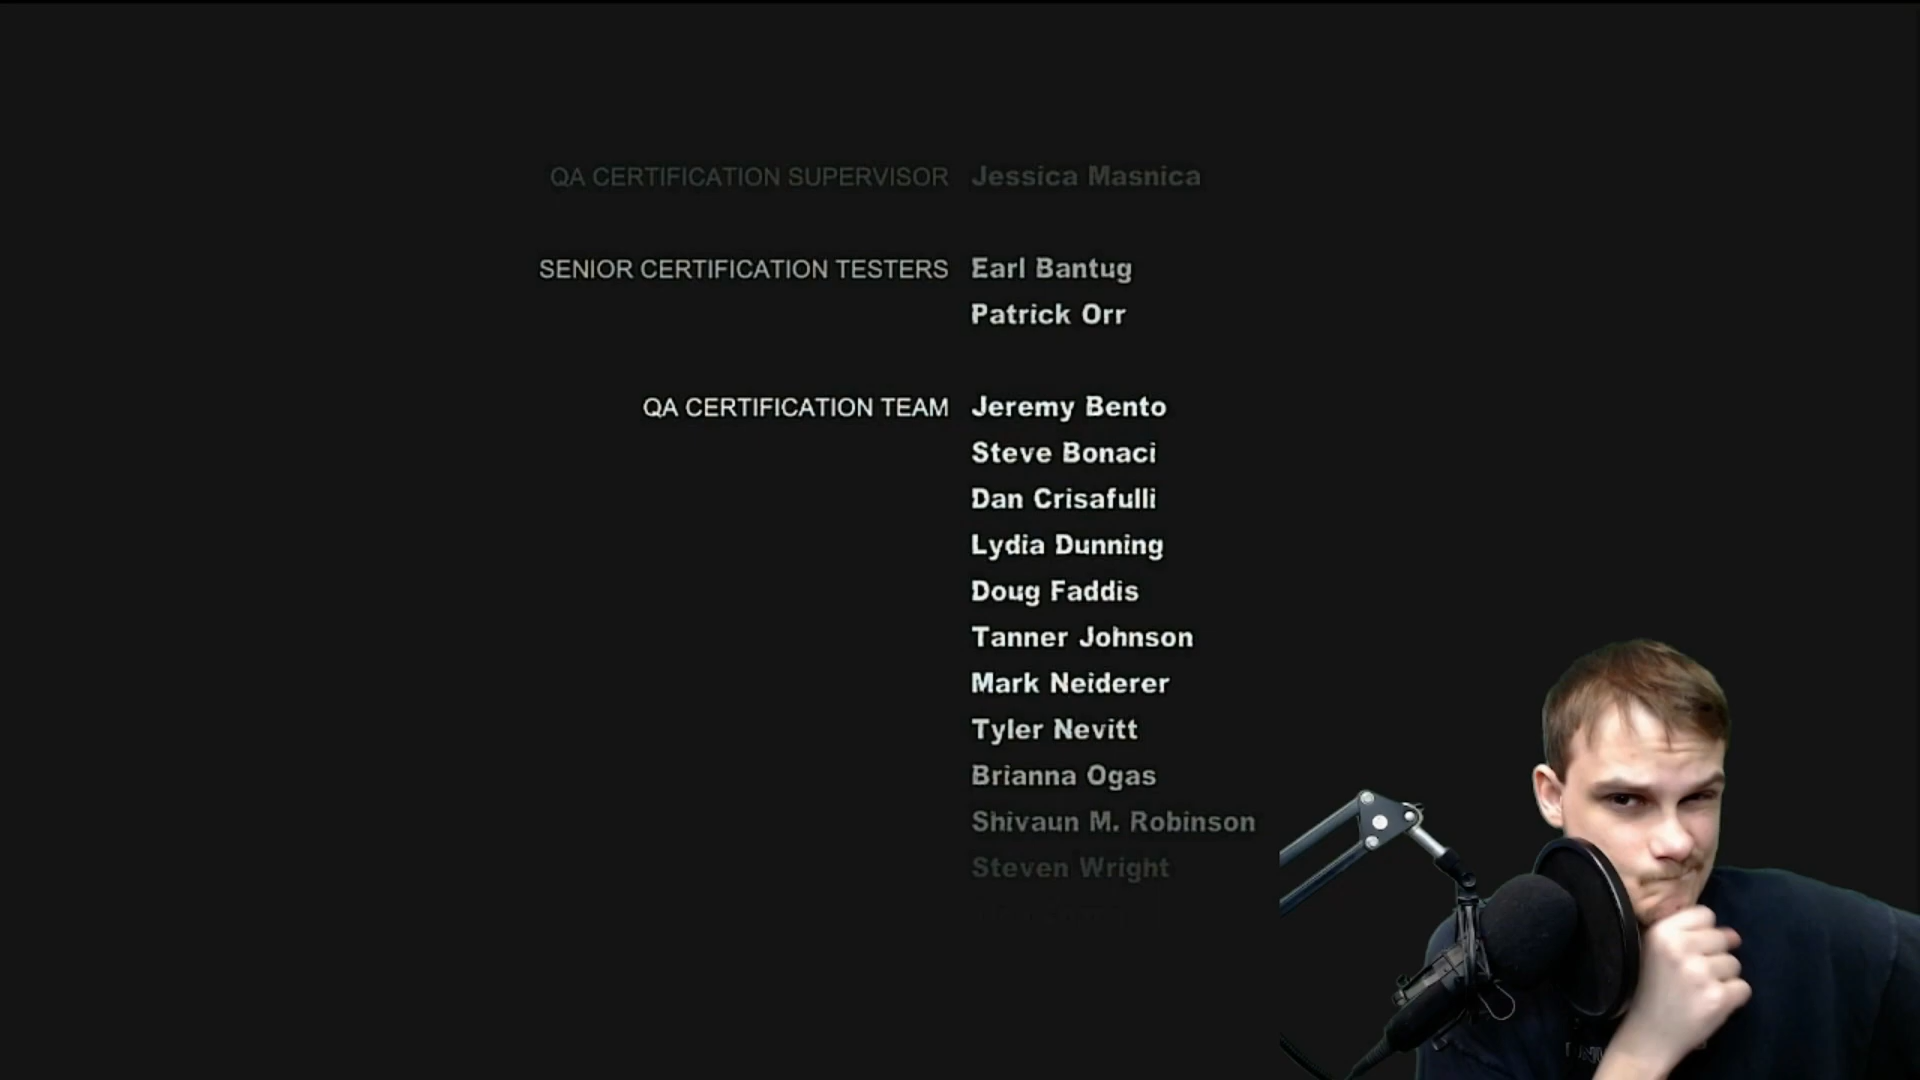 QA CERTIFICATION SUPERVISOR Jessica Masnica
SENIOR CERTIFICATION TESTERS Earl Bantug
Patrick Orr
QA CERTIFICATION TEAM Jeremy Bento
Steve Bonaci
Dan Crisafulli
Lydia Dunning
Doug Faddis
Tanner Johnson
Mark Neiderer
Tyler Nevitt
Brianna Ogas
Shivaun M. Robinson
Steven Wright